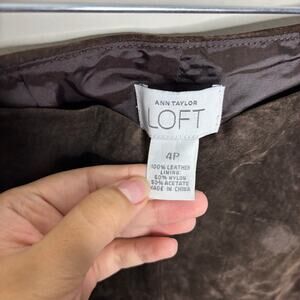 ANN TAYLOR
LOFT
4P
100% LEATHER
LINING
50% NYLON
50% ACETATE
MADE IN CHINA